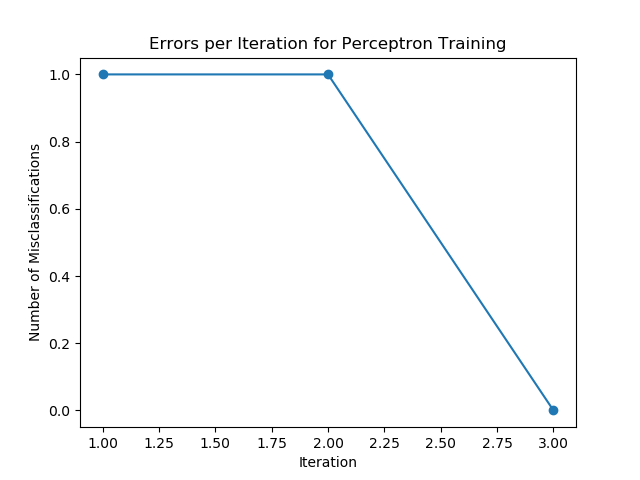 Errors per Iteration for Perceptron Training
Number of Misclassifications
1.0
0.8
0.6
0.4
0.2
0.0
1.00 1.25 1.50 1.75 2.00 2.25 2.50 2.75 3.00
Iteration